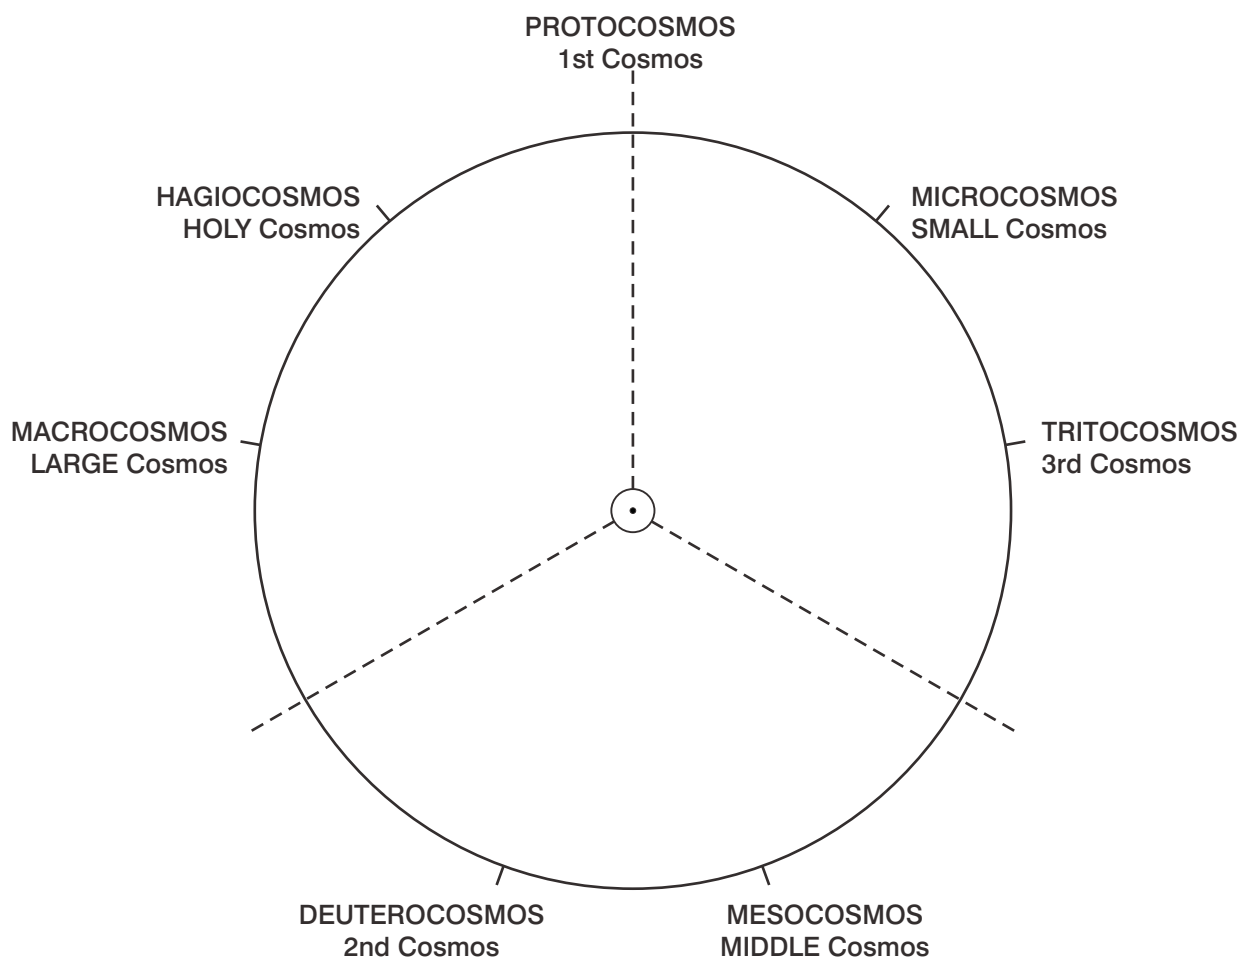 PROTOCOSMOS
1st Cosmos
HAGIOCOSMOS
HOLY Cosmos
MICROCOSMOS
SMALL Cosmos
MACROCOSMOS
LARGE Cosmos
TRITOCOSMOS
3rd Cosmos
DEUTEROCOSMOS
2nd Cosmos
MESOCOSMOS
MIDDLE Cosmos